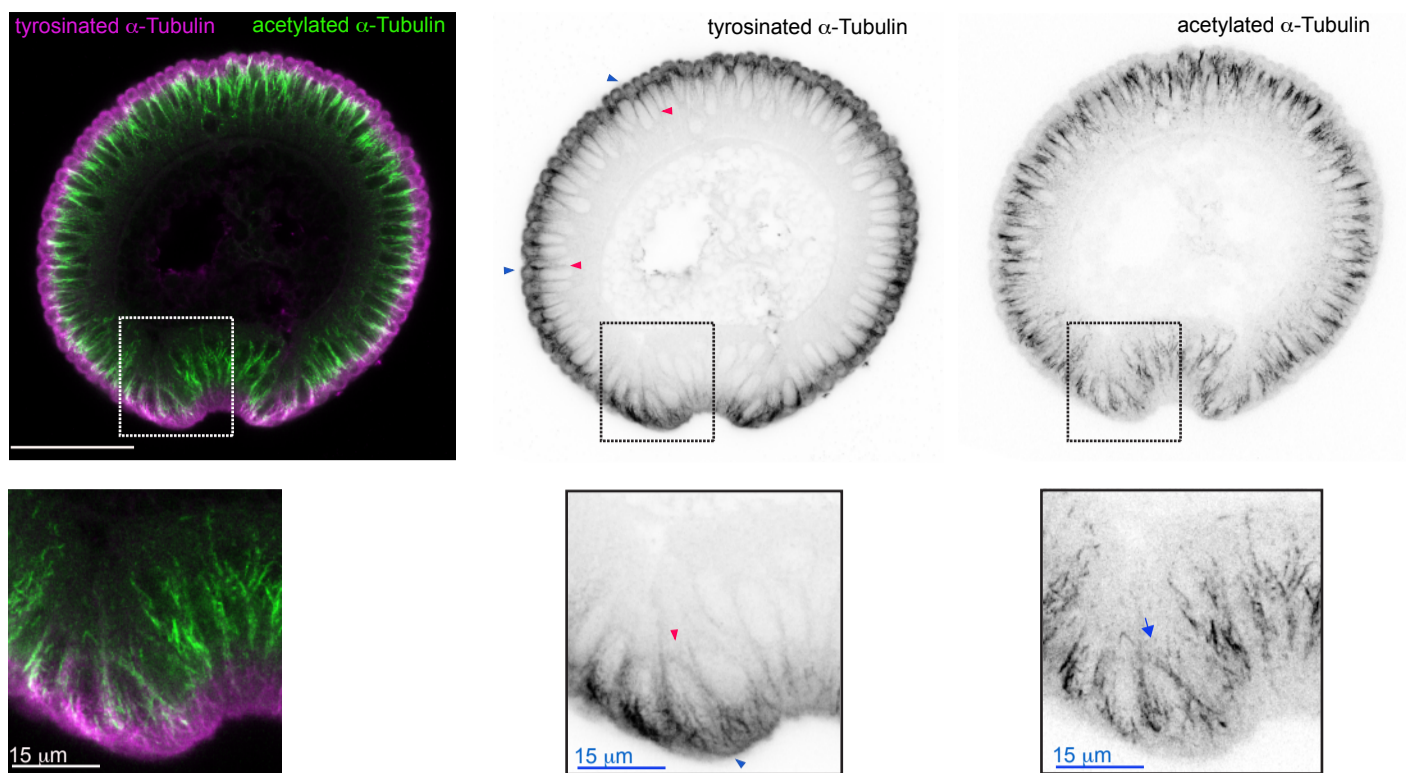 tyrosinated α-Tubulin acetylated α-Tubulin
tyrosinated α-Tubulin
acetylated α-Tubulin
15 μm
15 μm
15 μm